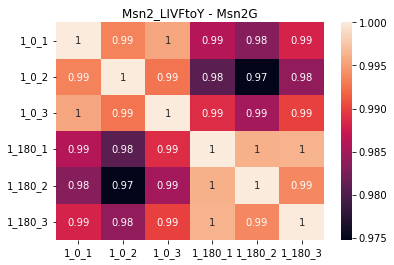 Msn2_LIVFtoY - Msn2G
1_0_1 1 0.99 1 0.99 0.98 0.99
1_0_2 0.99 1 0.99 0.98 0.97 0.98
1_0_3 1 0.99 1 0.99 0.99 0.99
1_180_1 0.99 0.98 0.99 1 1 1
1_180_2 0.98 0.97 0.99 1 1 0.99
1_180_3 0.99 0.98 0.99 1 0.99 1
1_0_1 1_0_2 1_0_3 1_180_1 1_180_2 1_180_3
1.000
0.995
0.990
0.985
0.980
0.975